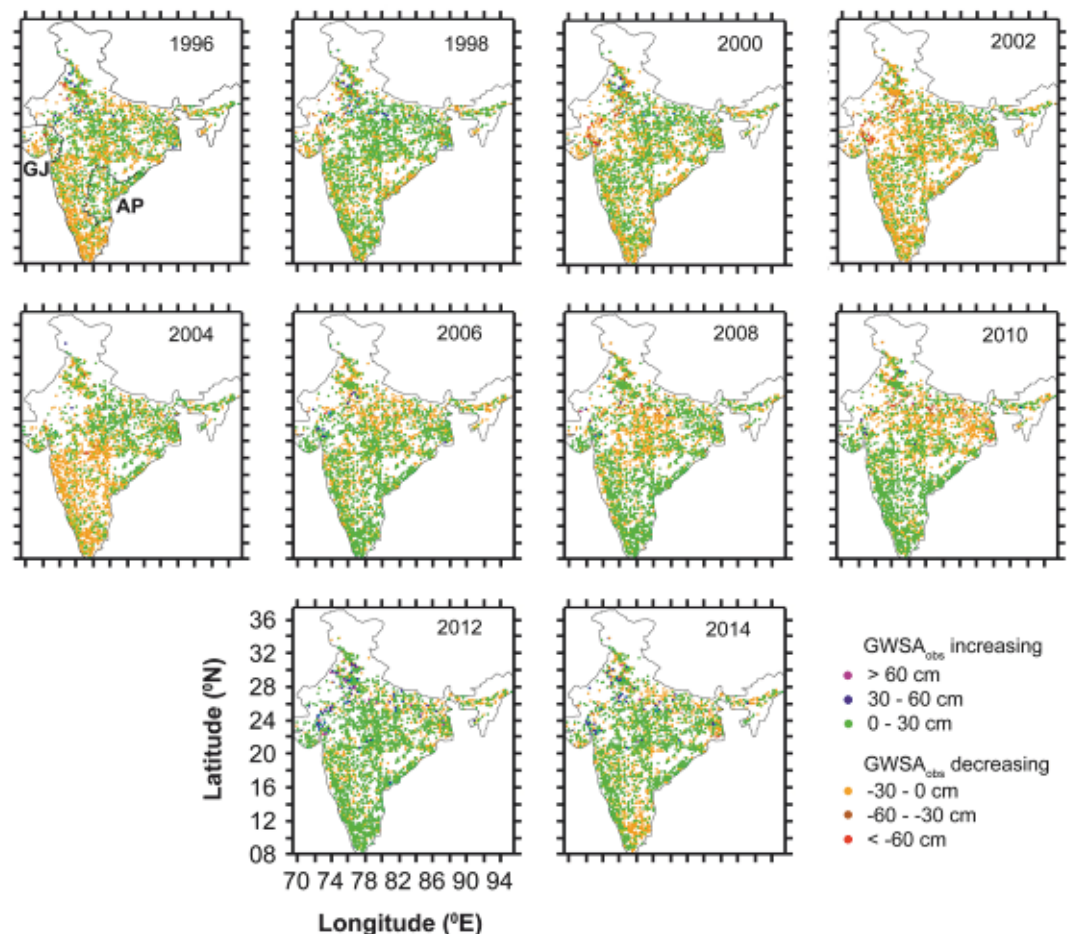 1996
1998
2000
2002
GJ
AP
2004
2006
2008
2010
2012
2014
36
32
28
24
20
16
12
08
Latitude (⁰N)
70 74 78 82 86 90 94
Longitude (⁰E)
GWSAobs increasing
> 60 cm
30 - 60 cm
0 - 30 cm
GWSAobs decreasing
-30 - 0 cm
-60 - -30 cm
< -60 cm